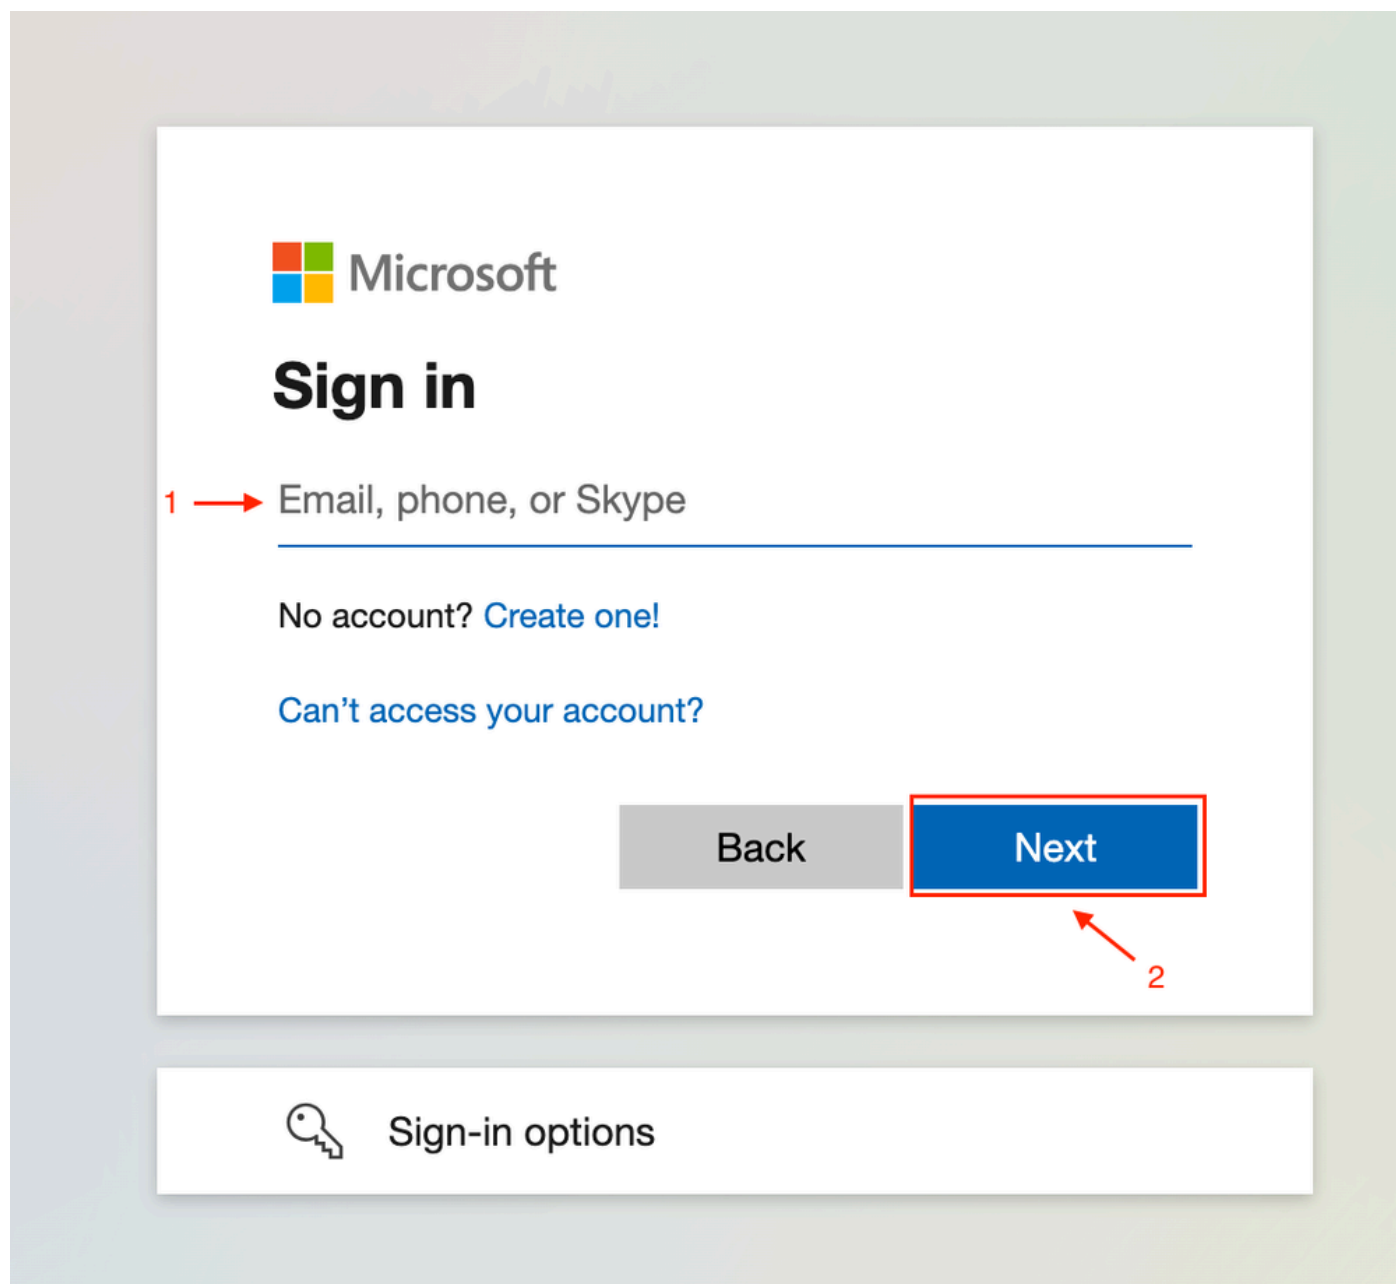 Microsoft
Sign in
1
Email, phone, or Skype
No account? Create one!
Can’t access your account?
Back
Next
2
Sign-in options